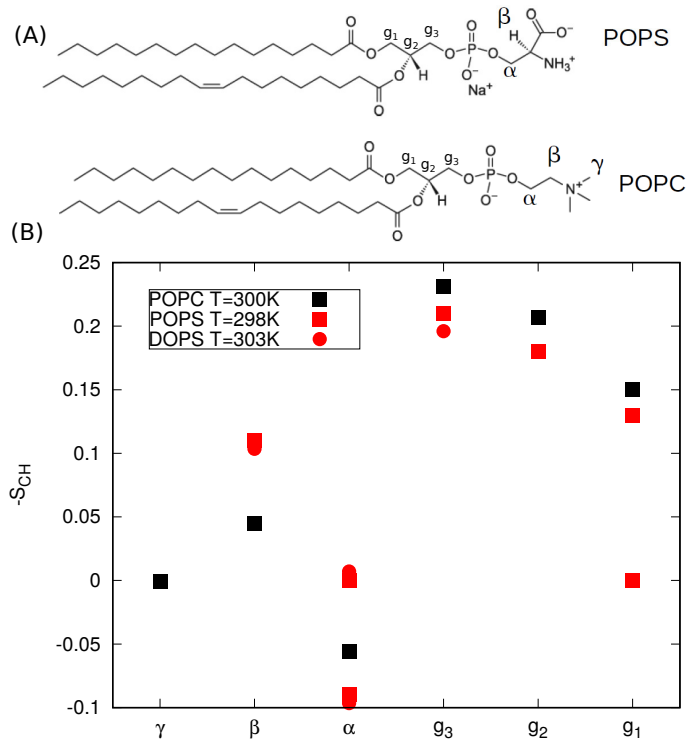 (A)
g₁ g₃ β O O⁻ POPS
O O g₂ O P O H
O H O⁻ α NH₃⁺
O Na⁺
O g₁ g₃ O β γ
O g₂ O P O N⁺ POPC
O H O⁻ α
O
(B)
0.25
POPC T=300K
POPS T=298K
DOPS T=303K
0.2
0.15
0.1
0.05
0
-0.05
-0.1
-S_CH
γ β α g₃ g₂ g₁